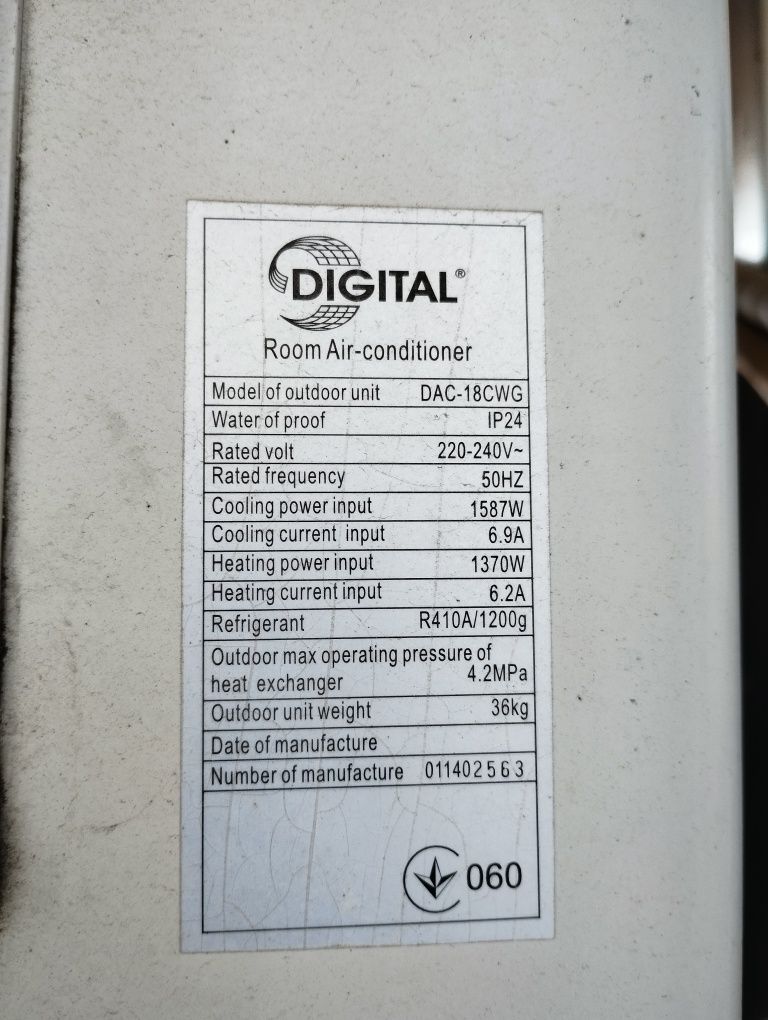 DIGITAL®
Room Air-conditioner
Model of outdoor unit DAC-18CWG
Water of proof IP24
Rated volt 220-240V~
Rated frequency 50HZ
Cooling power input 1587W
Cooling current input 6.9A
Heating power input 1370W
Heating current input 6.2A
Refrigerant R410A/1200g
Outdoor max operating pressure of
heat exchanger 4.2MPa
Outdoor unit weight 36kg
Date of manufacture
Number of manufacture 011402563
060